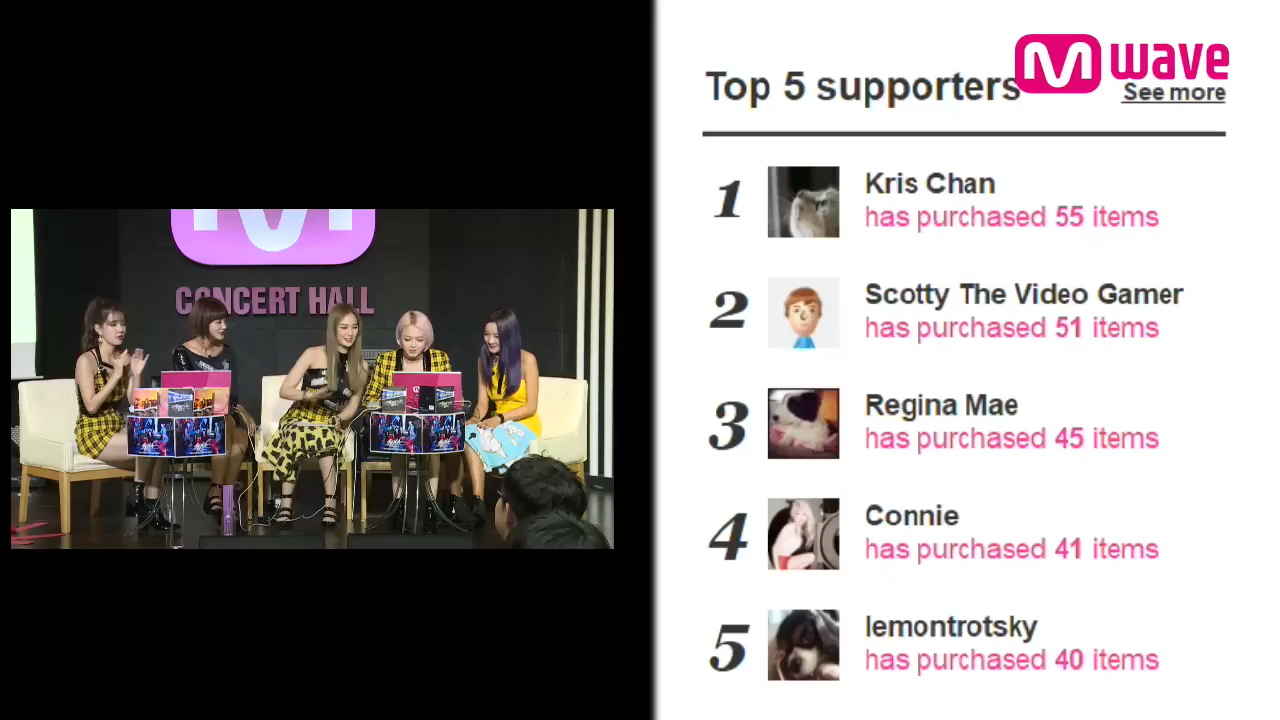 CONCERT HALL
M wave
Top 5 supporters
See more
1
Kris Chan
has purchased 55 items
2
Scotty The Video Gamer
has purchased 51 items
3
Regina Mae
has purchased 45 items
4
Connie
has purchased 41 items
5
lemontrotsky
has purchased 40 items